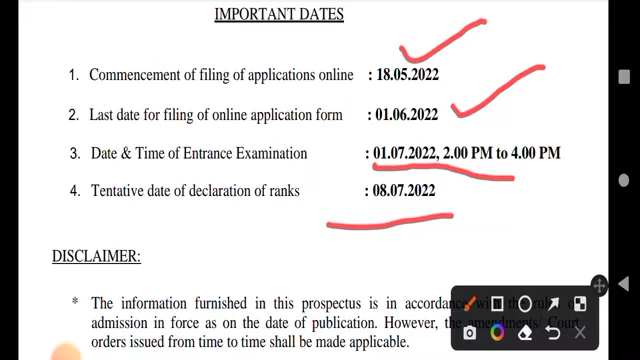 IMPORTANT DATES
1. Commencement of filing of applications online : 18.05.2022
2. Last date for filing of online application form : 01.06.2022
3. Date & Time of Entrance Examination : 01.07.2022, 2.00 PM to 4.00 PM
4. Tentative date of declaration of ranks : 08.07.2022
DISCLAIMER:
* The information furnished in this prospectus is in accordance with the
admission in force as on the date of publication. However, the amendments/ Court
orders issued from time to time shall be made applicable.